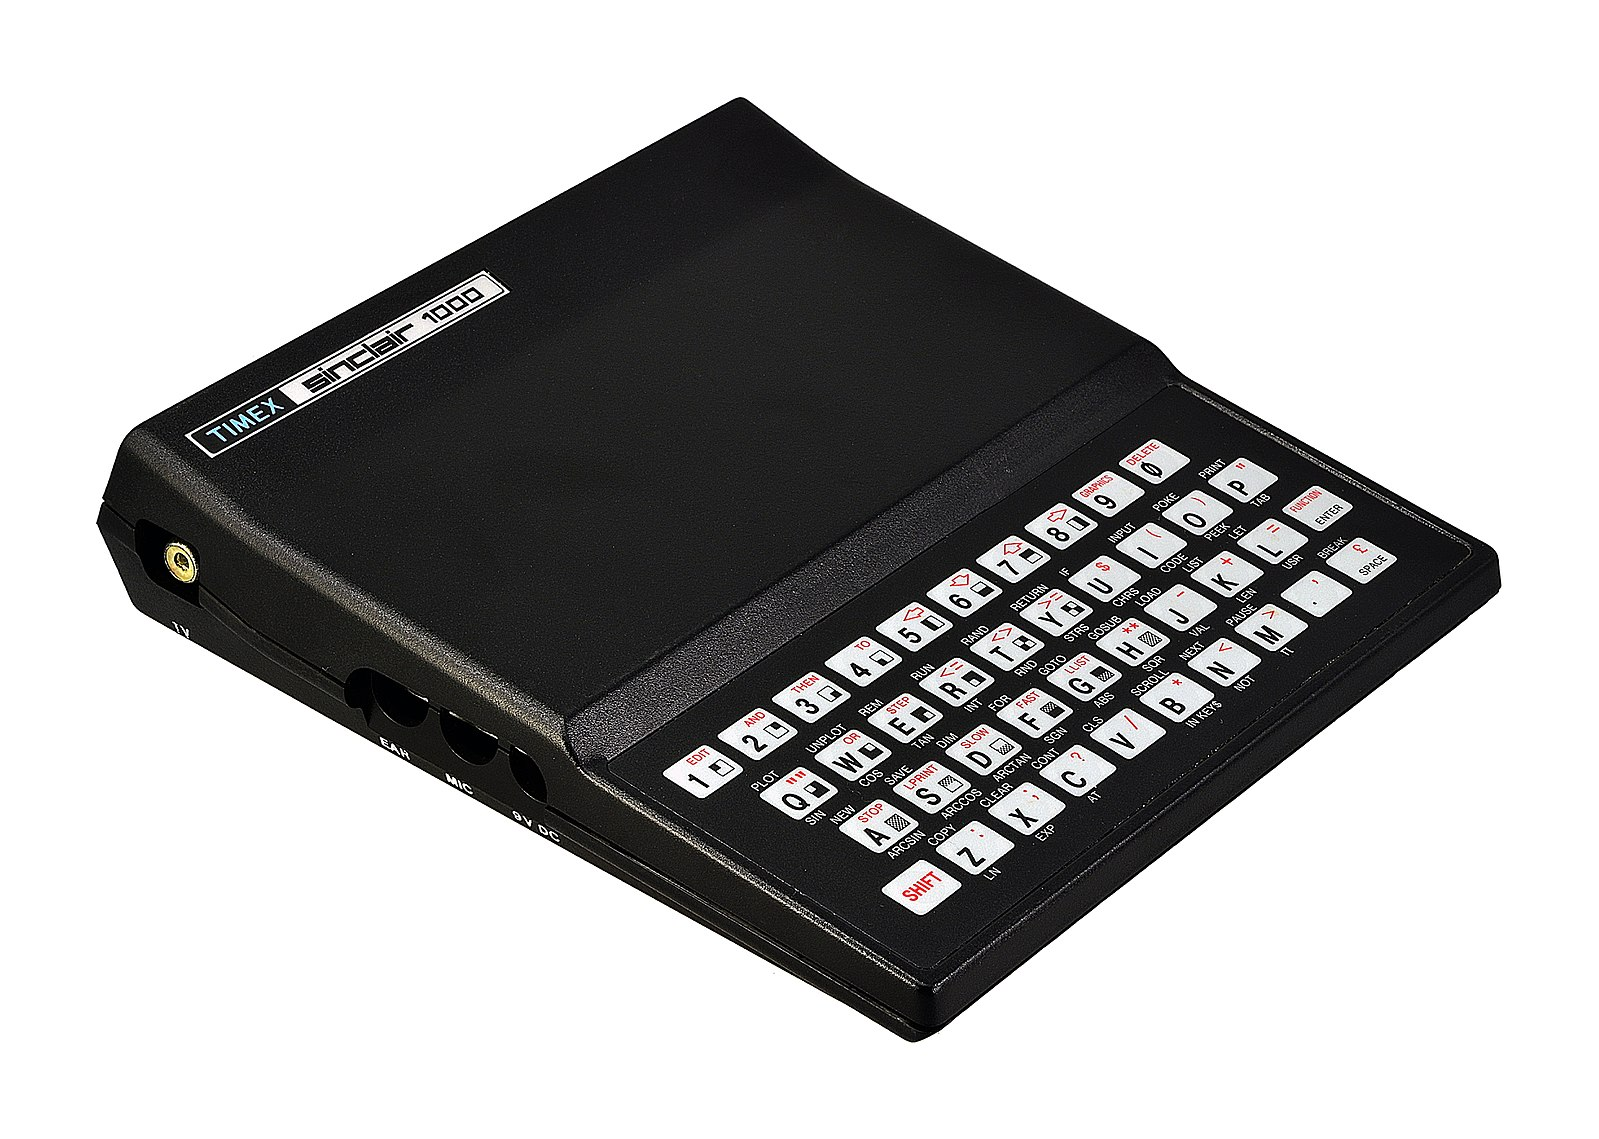 TIMEX sinclair 1000
TV
EAR
MIC
9V DC
EDIT AND THEN TO GRAPHICS DELETE
1 2 3 4 5 6 7 8 9 0
PLOT UNPLOT REM RUN RAND RETURN IF INPUT POKE PRINT
"" OR STEP <= <> >= $ ( ) "
Q W E R T Y U I O P
SIN COS TAN INT RND STR$ CHR$ CODE PEEK TAB
NEW SAVE DIM FOR GOTO GOSUB LOAD LIST LET
STOP LPRINT SLOW FAST LLIST ** - + = FUNCTION
A S D F G H J K L ENTER
ARCSIN ARCCOS ARCTAN SGN ABS SQR VAL LEN USR
COPY CLEAR CONT CLS SCROLL NEXT PAUSE BREAK
: ; ? / * < > , £
SHIFT Z X C V B N M . SPACE
LN EXP AT IN KEY$ NOT π